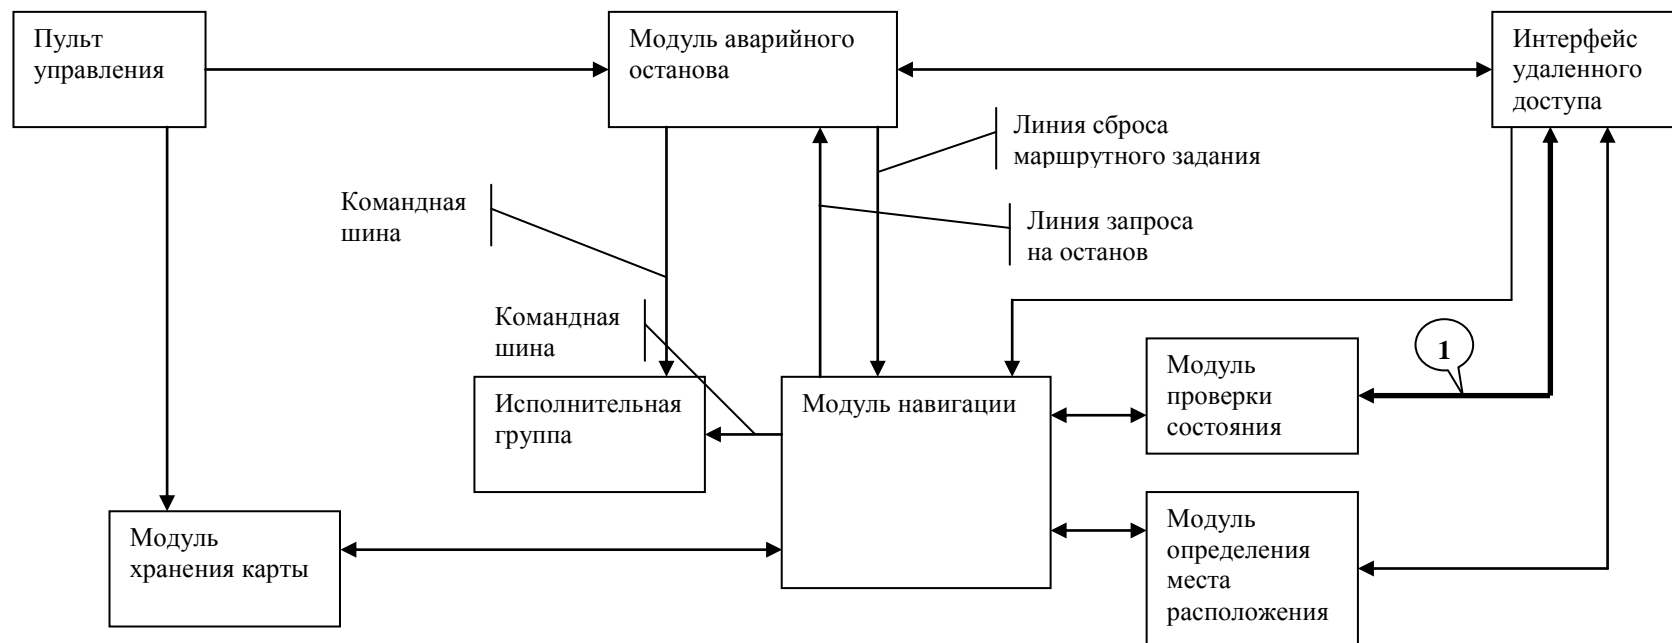 Пульт
управления
Модуль аварийного
останова
Интерфейс
удаленного
доступа
Линия сброса
маршрутного задания
Командная
шина
Линия запроса
на останов
Командная
шина
1
Исполнительная
группа
Модуль навигации
Модуль
проверки
состояния
Модуль
хранения карты
Модуль
определения
места
расположения